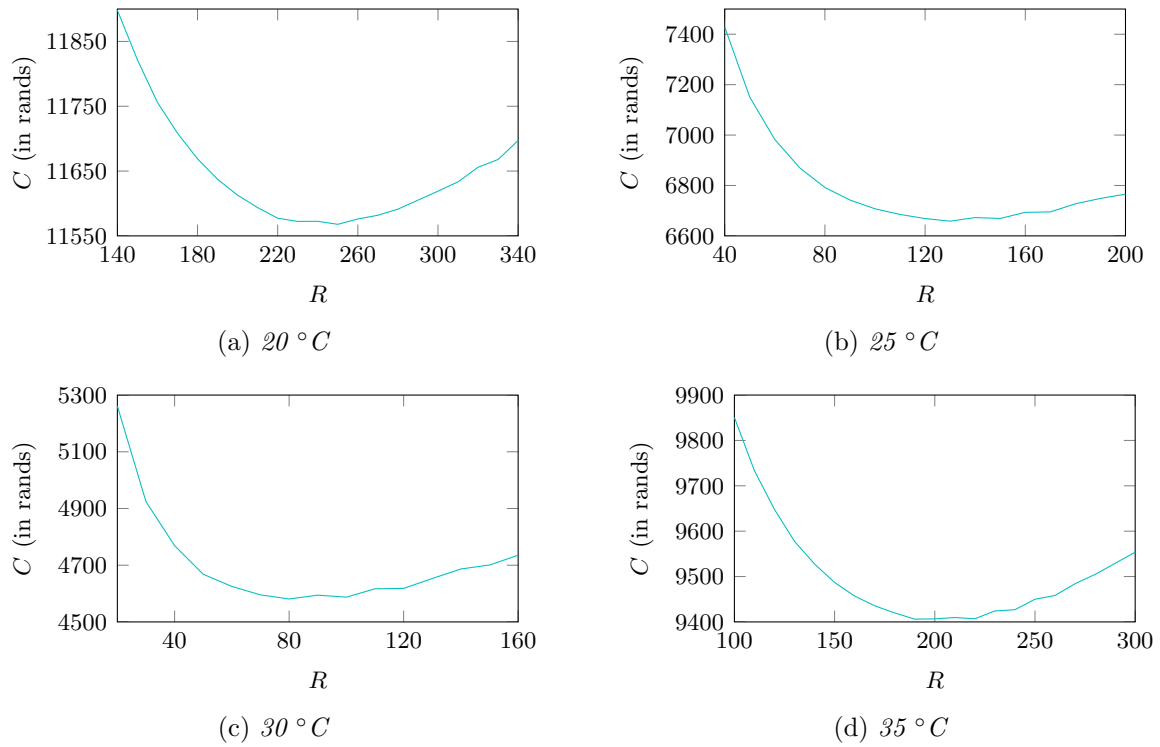 11850
11750
11650
11550
C (in rands)
140 180 220 260 300 340
R
(a) 20 °C
7400
7200
7000
6800
6600
C (in rands)
40 80 120 160 200
R
(b) 25 °C
5300
5100
4900
4700
4500
C (in rands)
40 80 120 160
R
(c) 30 °C
9900
9800
9700
9600
9500
9400
C (in rands)
100 150 200 250 300
R
(d) 35 °C